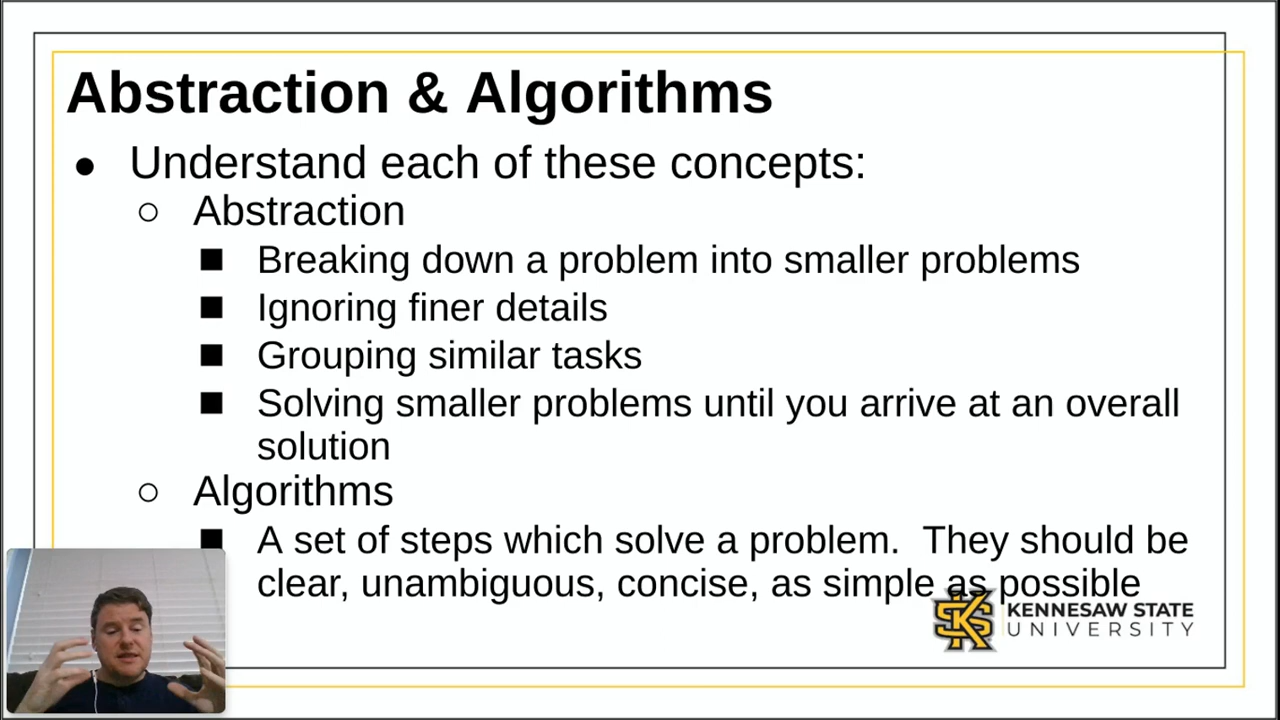 Abstraction & Algorithms
● Understand each of these concepts:
○ Abstraction
■ Breaking down a problem into smaller problems
■ Ignoring finer details
■ Grouping similar tasks
■ Solving smaller problems until you arrive at an overall
solution
○ Algorithms
■ A set of steps which solve a problem.  They should be
clear, unambiguous, concise, as simple as possible
KS
KENNESAW STATE
UNIVERSITY